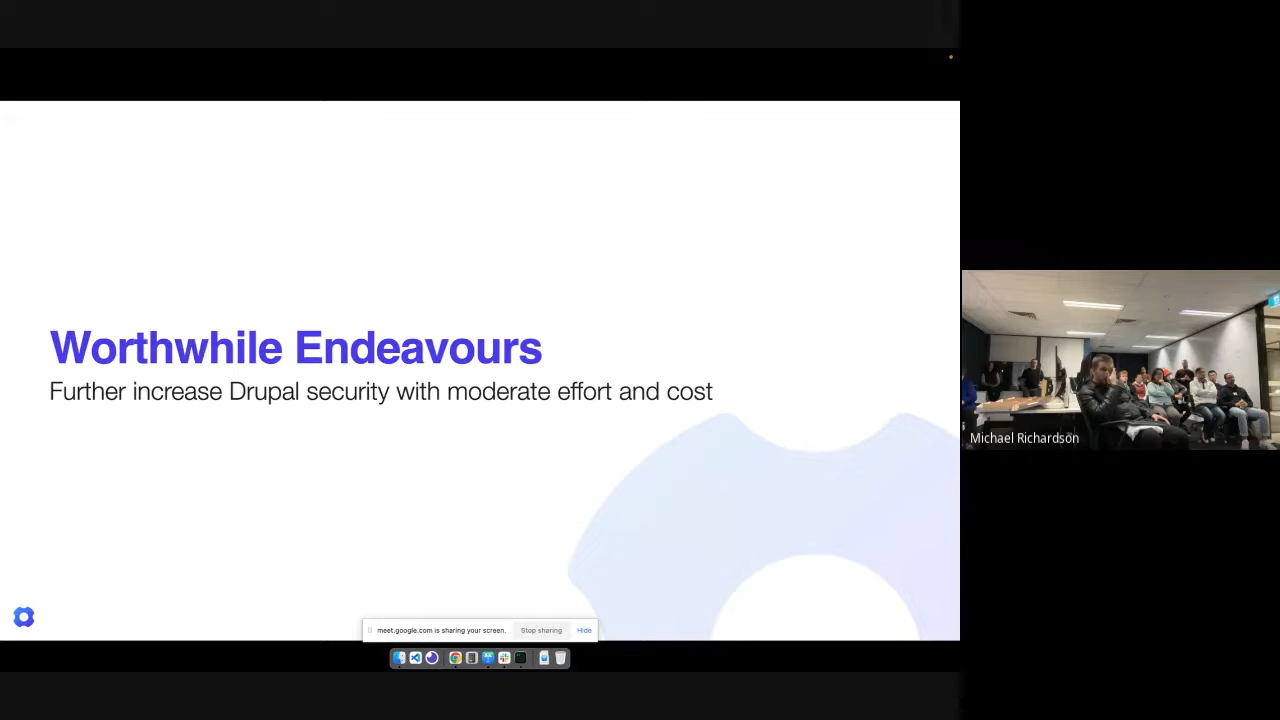 Worthwhile Endeavours
Further increase Drupal security with moderate effort and cost
Michael Richardson
meet.google.com is sharing your screen.
Stop sharing
Hide